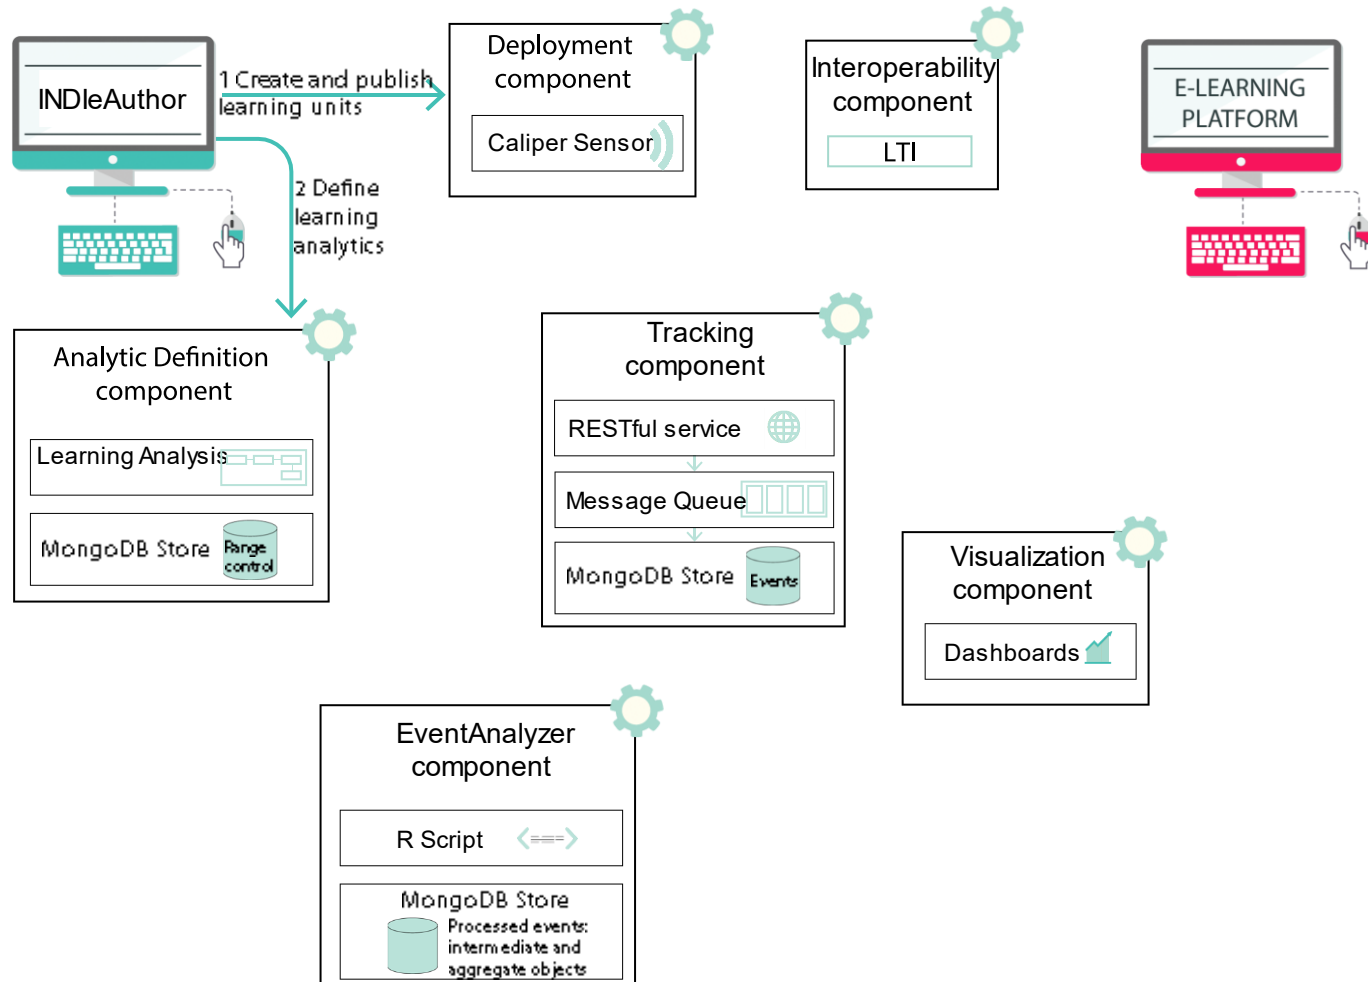 INDIeAuthor
1 Create and publish
learning units
2 Define
learning
analytics
Deployment
component
Caliper Sensor
Interoperability
component
LTI
E-LEARNING
PLATFORM
Analytic Definition
component
Learning Analysis
MongoDB Store
Range
control
Tracking
component
RESTful service
Message Queue
MongoDB Store
Events
Visualization
component
Dashboards
EventAnalyzer
component
R Script
MongoDB Store
Processed events:
intermediate and
aggregate objects